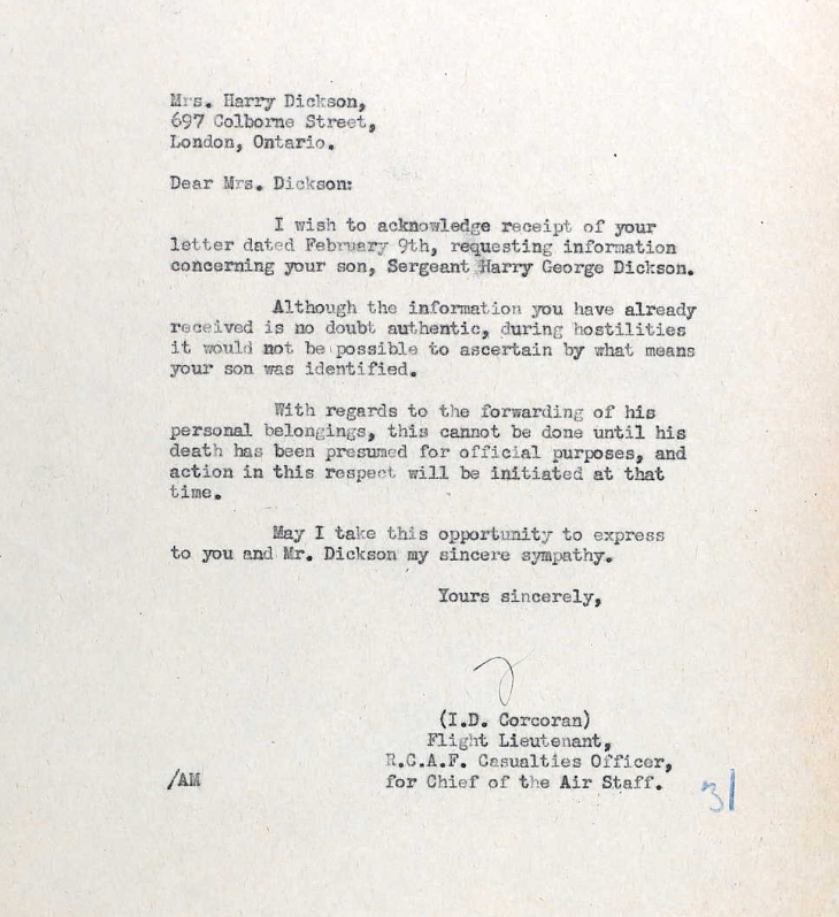 Mrs. Harry Dickson,
697 Colborne Street,
London, Ontario.
Dear Mrs. Dickson:
I wish to acknowledge receipt of your
letter dated February 9th, requesting information
concerning your son, Sergeant Harry George Dickson.
Although the information you have already
received is no doubt authentic, during hostilities
it would not be possible to ascertain by what means
your son was identified.
With regards to the forwarding of his
personal belongings, this cannot be done until his
death has been presumed for official purposes, and
action in this respect will be initiated at that
time.
May I take this opportunity to express
to you and Mr. Dickson my sincere sympathy.
Yours sincerely,
(I.D. Corcoran)
Flight Lieutenant,
R.C.A.F. Casualties Officer,
/AM for Chief of the Air Staff.
31